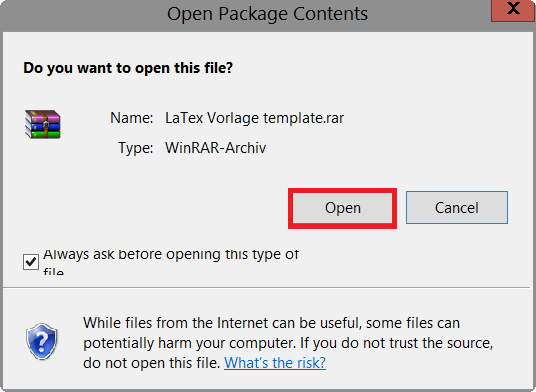 Open Package Contents
X
Do you want to open this file?
Name: LaTex Vorlage template.rar
Type: WinRAR-Archiv
Open Cancel
Always ask before opening this type of
file
While files from the Internet can be useful, some files can
potentially harm your computer. If you do not trust the source,
do not open this file. What's the risk?